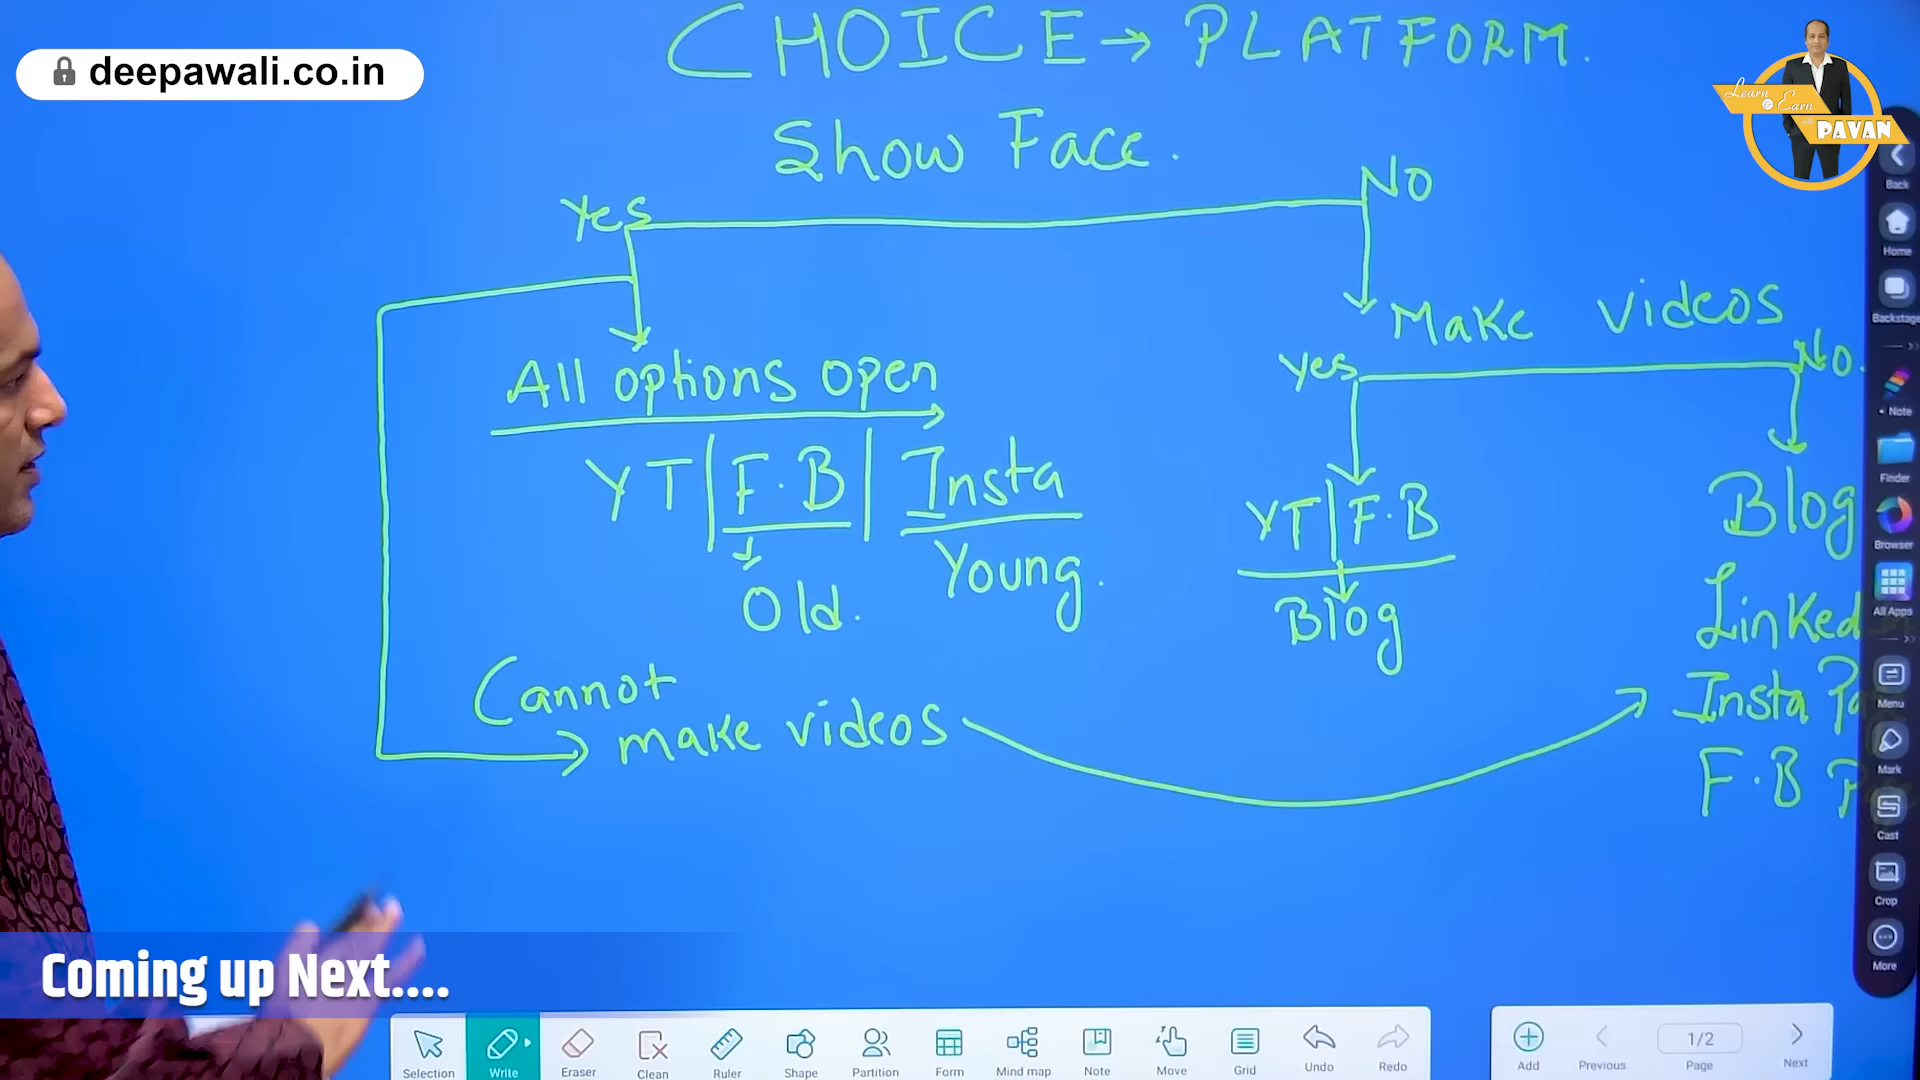 CHOICE → PLATFORM.
deepawali.co.in
Learn & Earn
with
PAVAN
Show Face.
Yes
No
Make videos
Yes
No.
All options open
YT | F.B | Insta
Old.
Young.
YT | F.B
Blog
Blog
Linked
Insta
F.B
Cannot
make videos
Back
Home
Backstage
Note
Finder
Browser
All Apps
Menu
Mark
Cast
Crop
More
Coming up Next....
Selection
Write
Eraser
Clean
Ruler
Shape
Partition
Form
Mind map
Note
Move
Grid
Undo
Redo
Add
Previous
1/2
Page
Next